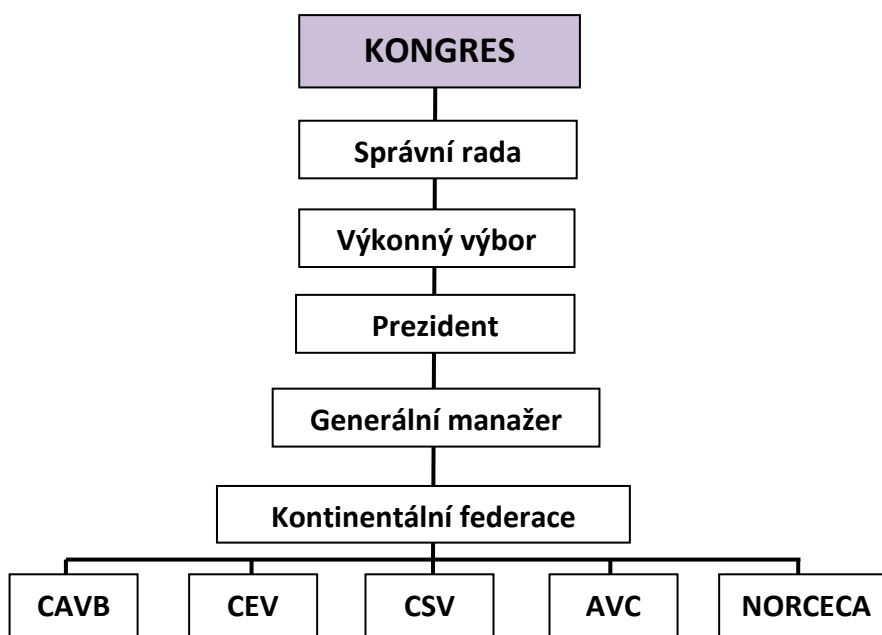 KONGRES
Správní rada
Výkonný výbor
Prezident
Generální manažer
Kontinentální federace
CAVB
CEV
CSV
AVC
NORCECA